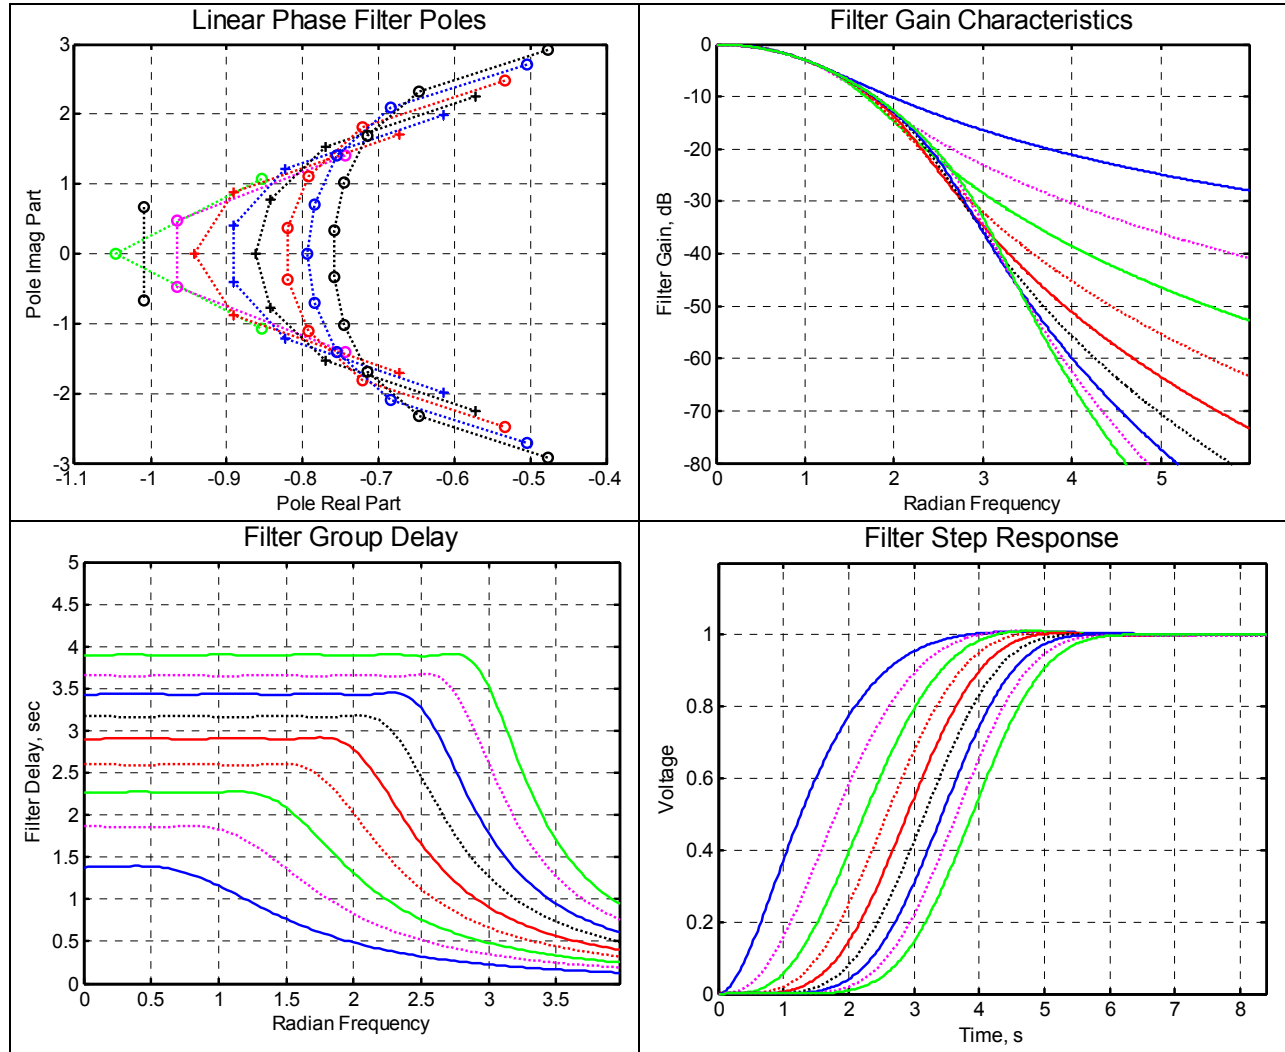 Linear Phase Filter Poles
3
2
1
0
-1
-2
-3
Pole Imag Part
-1.1 -1 -0.9 -0.8 -0.7 -0.6 -0.5 -0.4
Pole Real Part
Filter Gain Characteristics
0
-10
-20
-30
-40
-50
-60
-70
-80
Filter Gain, dB
0 1 2 3 4 5
Radian Frequency
Filter Group Delay
5
4.5
4
3.5
3
2.5
2
1.5
1
0.5
0
Filter Delay, sec
0 0.5 1 1.5 2 2.5 3 3.5
Radian Frequency
Filter Step Response
1
0.8
0.6
0.4
0.2
0
Voltage
0 1 2 3 4 5 6 7 8
Time, s